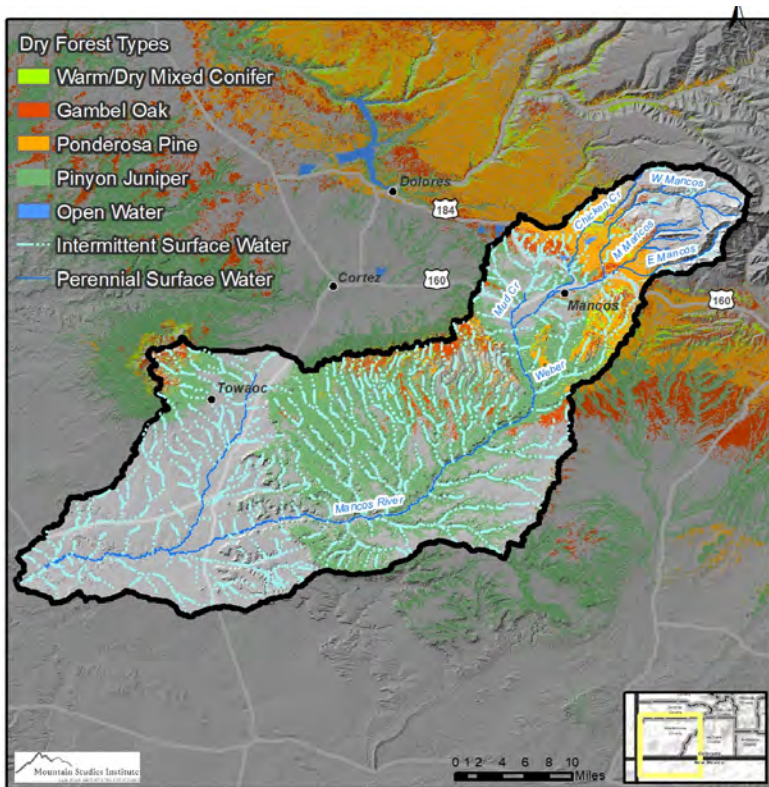 Dry Forest Types
Warm/Dry Mixed Conifer
Gambel Oak
Ponderosa Pine
Pinyon Juniper
Open Water
Intermittent Surface Water
Perennial Surface Water
Dolores
184
W Mancos
Chicken Cr
M Mancos
E Mancos
Cortez
160
Mud Cr
Mancos
160
Weber
Towaoc
Mancos River
Mountain Studies Institute
0 1 2 4 6 8 10
Miles